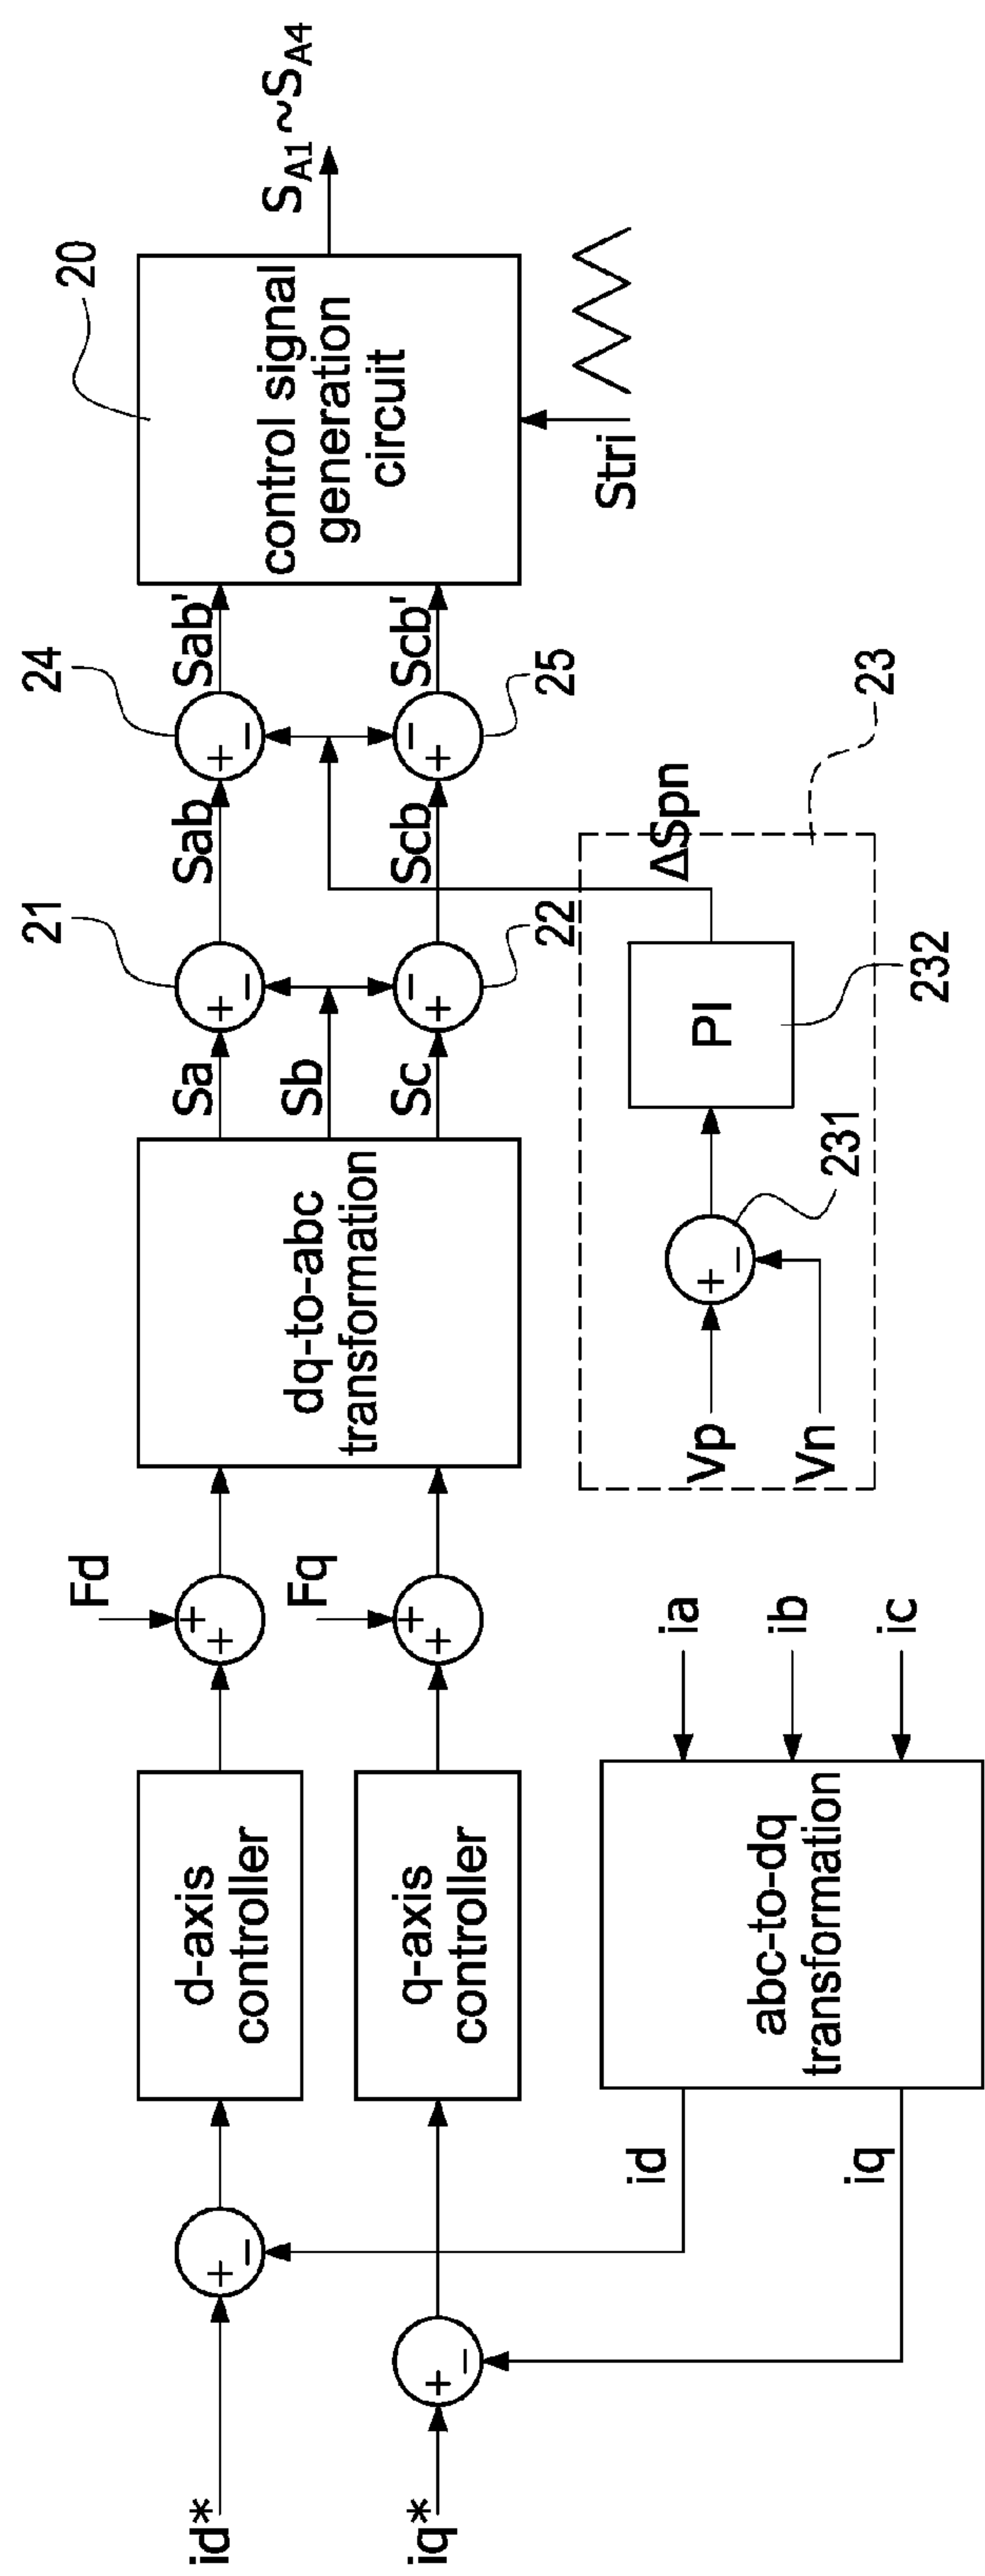 id*
iq*
+
−
+
−
d-axis
controller
q-axis
controller
id
iq
abc-to-dq
transformation
ia
ib
ic
Fd
+
+
Fq
+
+
dq-to-abc
transformation
Sa
Sb
Sc
21
+
−
22
−
+
Sab
Scb
24
+
−
25
−
+
Sab'
Scb'
20
control signal
generation
circuit
SA1~SA4
Stri
Vp
Vn
+
−
231
PI
232
ΔSpn
23